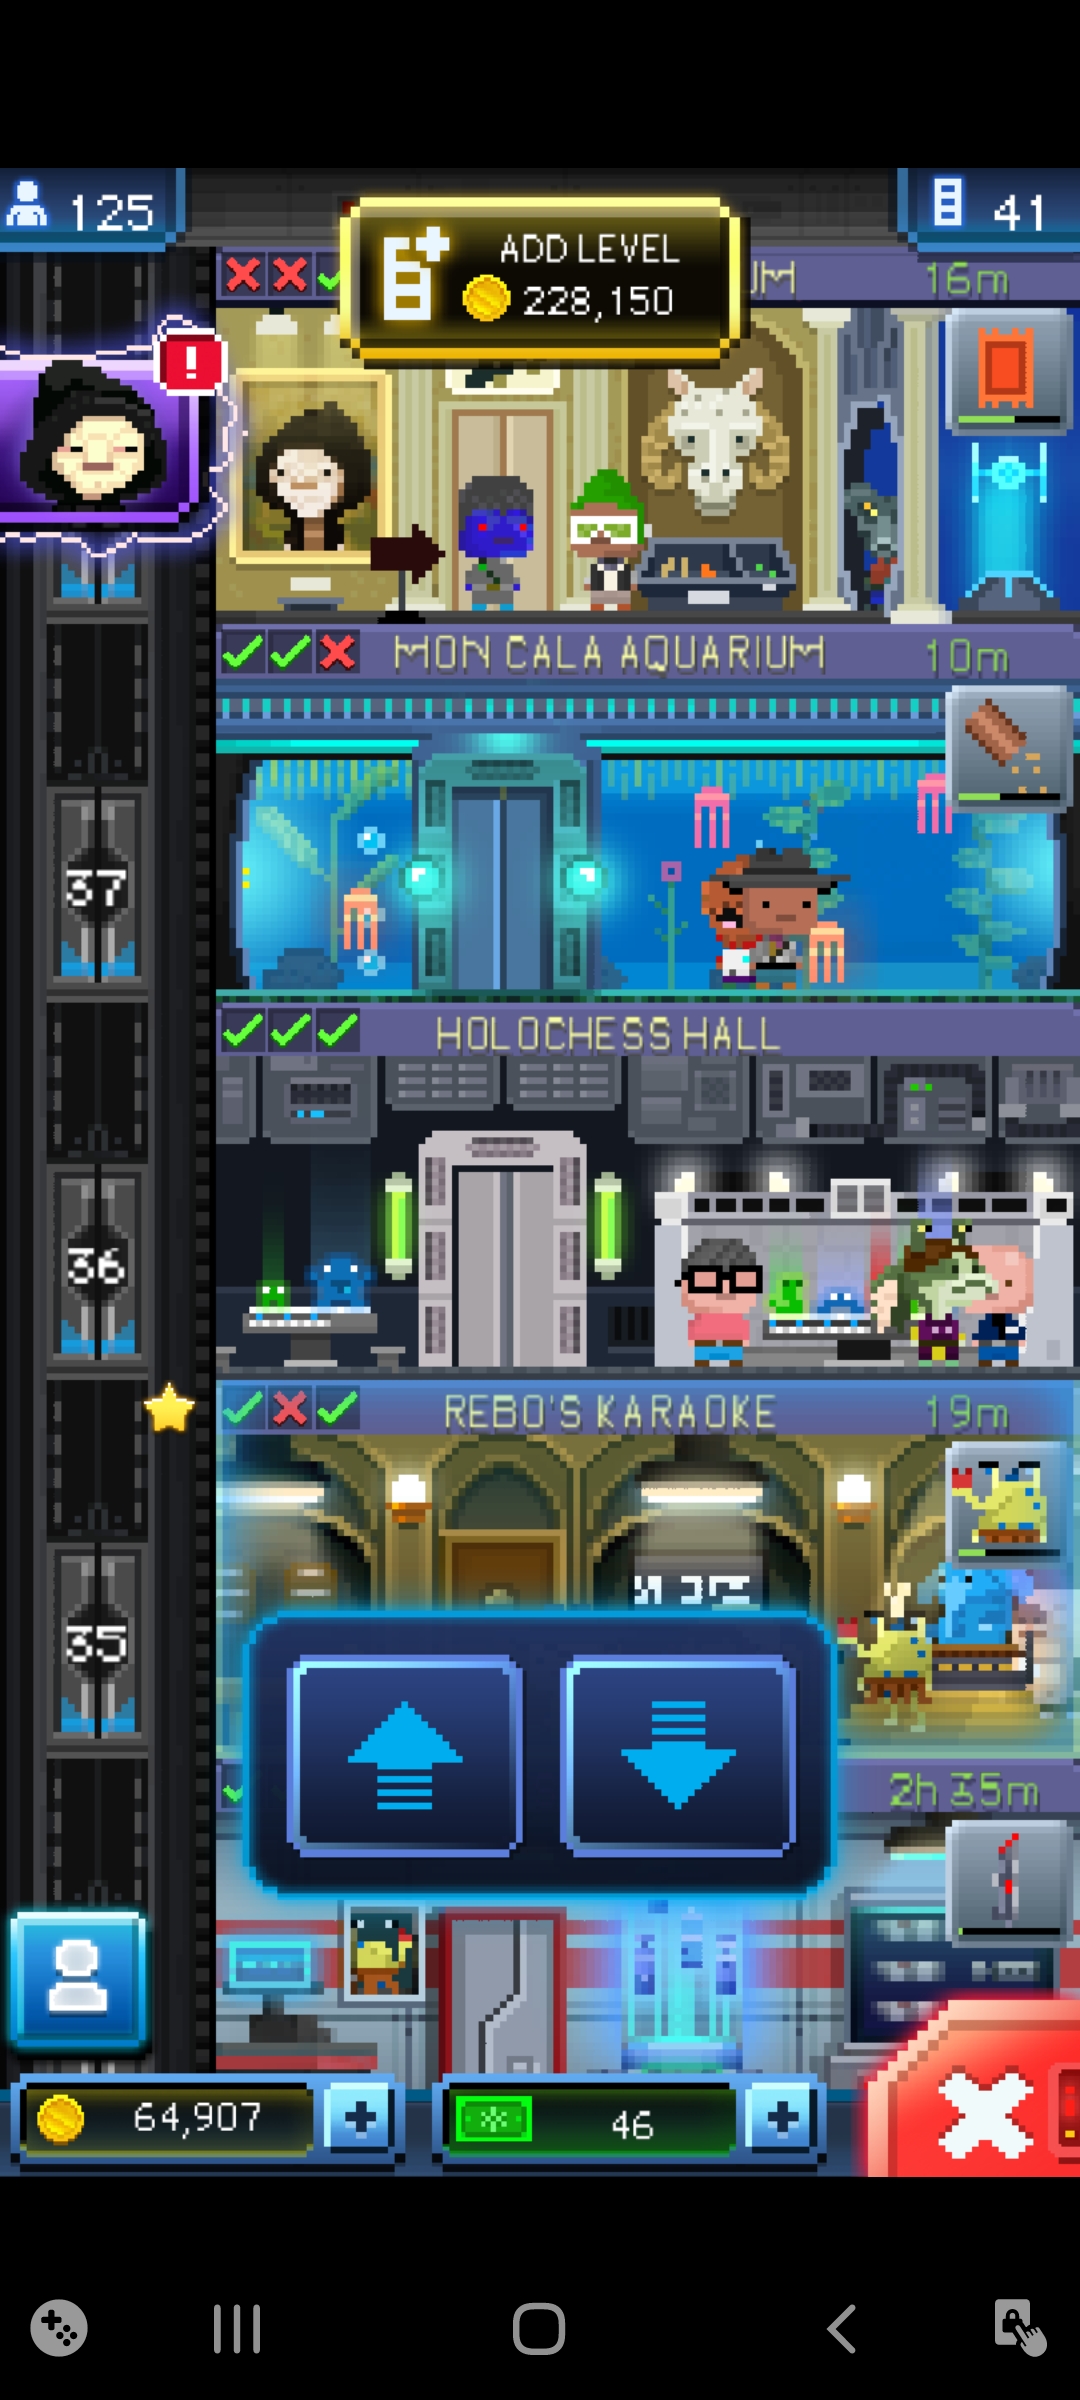 125
ADD LEVEL
228,150
41
UM
16m
!
MON CALA AQUARIUM
10m
37
HOLOCHESS HALL
36
REBO'S KARAOKE
19m
35
2h 35m
64,907
46